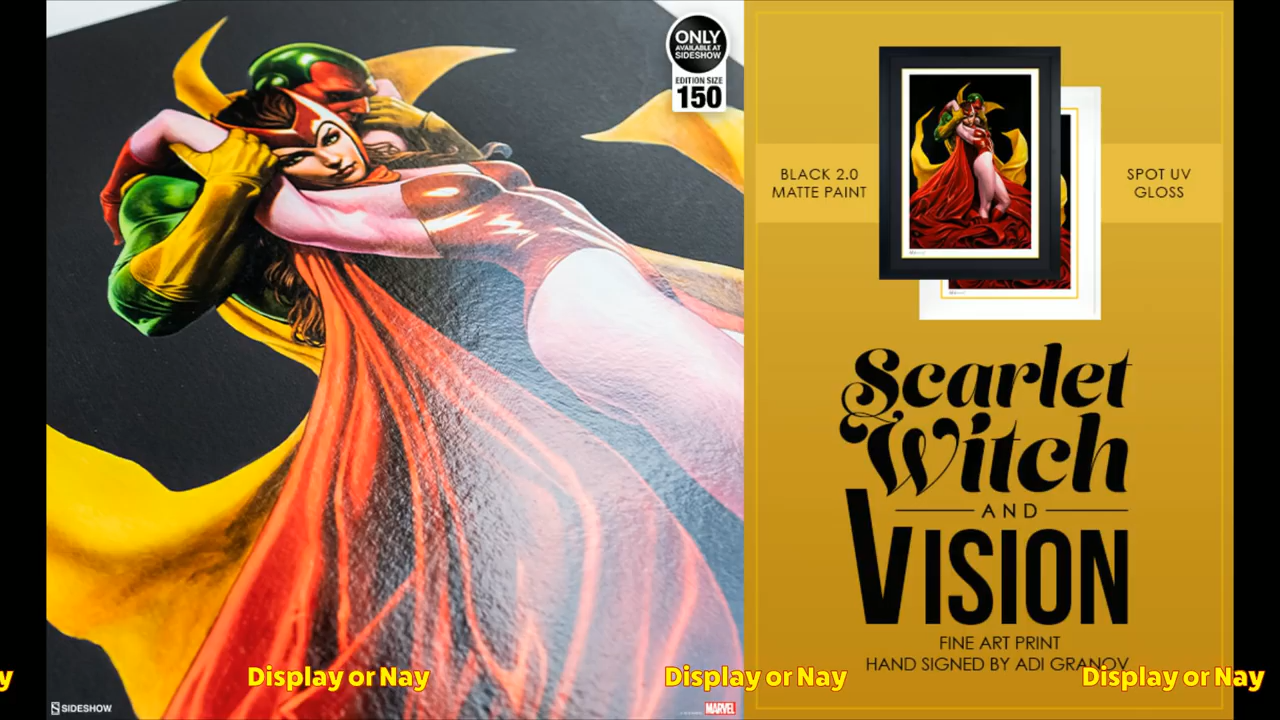 ONLY
AVAILABLE AT
SIDESHOW
EDITION SIZE
150
BLACK 2.0
MATTE PAINT
SPOT UV
GLOSS
Scarlet
Witch
AND
VISION
FINE ART PRINT
HAND SIGNED BY ADI GRANOV
y
Display or Nay
Display or Nay
Display or Nay
SIDESHOW
MARVEL